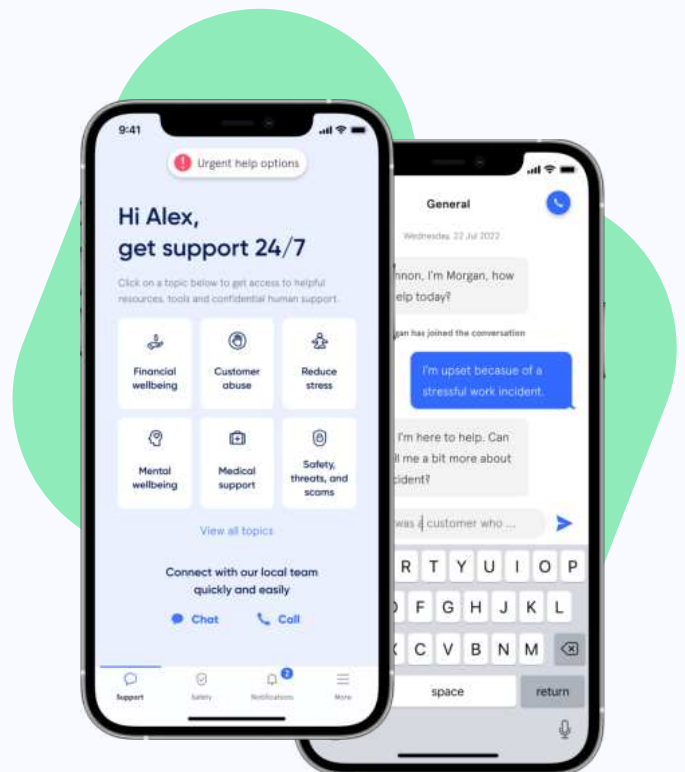 9:41
Urgent help options
Hi Alex,
get support 24/7
Click on a topic below to get access to helpful
resources, tools and confidential human support.
Financial
wellbeing
Customer
abuse
Reduce
stress
Mental
wellbeing
Medical
support
Safety,
threats, and
scams
View all topics
Connect with our local team
quickly and easily
Chat
Call
2
Support
Safety
Notifications
More
General
Wednesday, 22 Jul 2022
I'm Morgan, how
today?
has joined the conversation
I'm upset becasue of a
stressful work incident.
I'm here to help. Can
me a bit more about
was a customer who ...
R T Y U I O P
F G H J K L
C V B N M
space
return